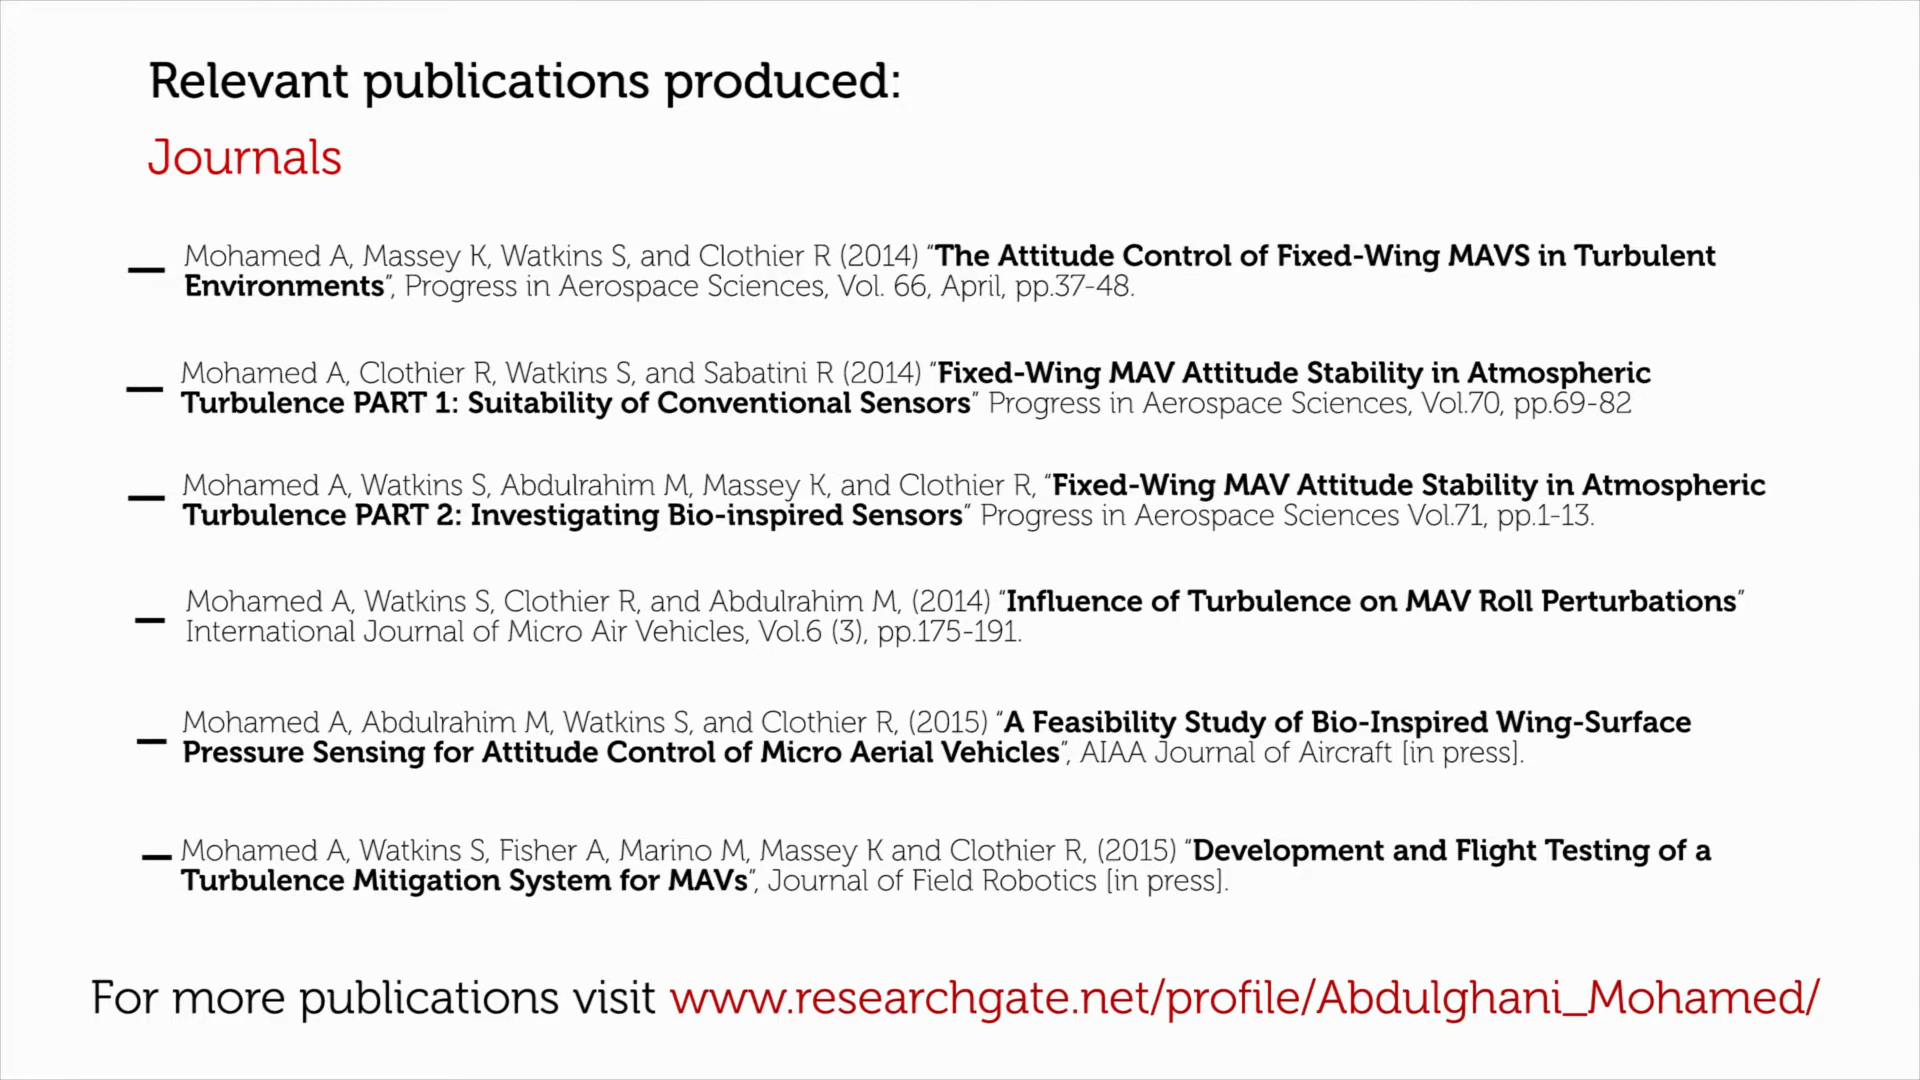 Relevant publications produced:
Journals
Mohamed A, Massey K, Watkins S, and Clothier R (2014) “The Attitude Control of Fixed-Wing MAVS in Turbulent
Environments”, Progress in Aerospace Sciences, Vol. 66, April, pp.37-48.
Mohamed A, Clothier R, Watkins S, and Sabatini R (2014) “Fixed-Wing MAV Attitude Stability in Atmospheric
Turbulence PART 1: Suitability of Conventional Sensors” Progress in Aerospace Sciences, Vol.70, pp.69-82
Mohamed A, Watkins S, Abdulrahim M, Massey K, and Clothier R, “Fixed-Wing MAV Attitude Stability in Atmospheric
Turbulence PART 2: Investigating Bio-inspired Sensors” Progress in Aerospace Sciences Vol.71, pp.1-13.
Mohamed A, Watkins S, Clothier R, and Abdulrahim M, (2014) “Influence of Turbulence on MAV Roll Perturbations”
International Journal of Micro Air Vehicles, Vol.6 (3), pp.175-191.
Mohamed A, Abdulrahim M, Watkins S, and Clothier R, (2015) “A Feasibility Study of Bio-Inspired Wing-Surface
Pressure Sensing for Attitude Control of Micro Aerial Vehicles”, AIAA Journal of Aircraft [in press].
Mohamed A, Watkins S, Fisher A, Marino M, Massey K and Clothier R, (2015) “Development and Flight Testing of a
Turbulence Mitigation System for MAVs”, Journal of Field Robotics [in press].
For more publications visit www.researchgate.net/profile/Abdulghani_Mohamed/